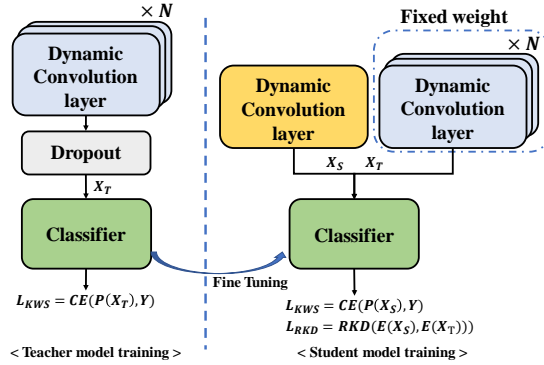 × N
Dynamic
Convolution
layer
Dropout
X_T
Classifier
L_KWS = CE(P(X_T), Y)
< Teacher model training >
Fine Tuning
Fixed weight
× N
Dynamic
Convolution
layer
Dynamic
Convolution
layer
X_S X_T
Classifier
L_KWS = CE(P(X_S), Y)
L_RKD = RKD(E(X_S), E(X_T)))
< Student model training >